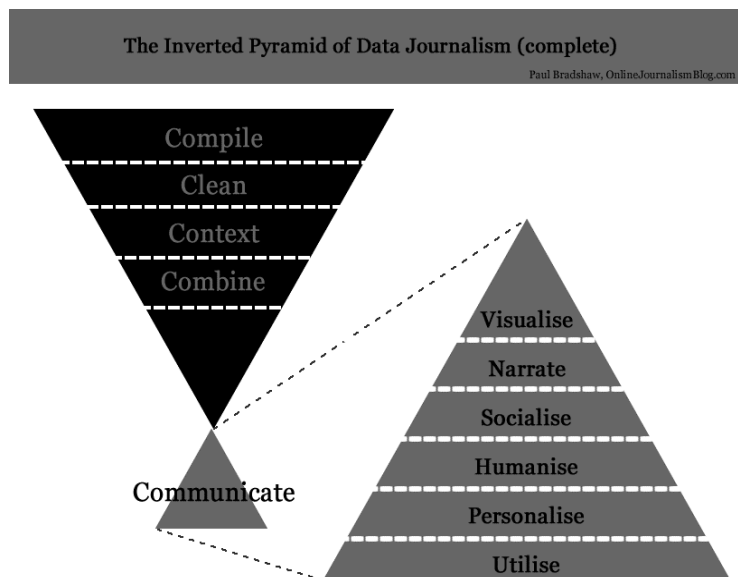 The Inverted Pyramid of Data Journalism (complete)
Paul Bradshaw, OnlineJournalismBlog.com
Compile
Clean
Context
Combine
Communicate
Visualise
Narrate
Socialise
Humanise
Personalise
Utilise